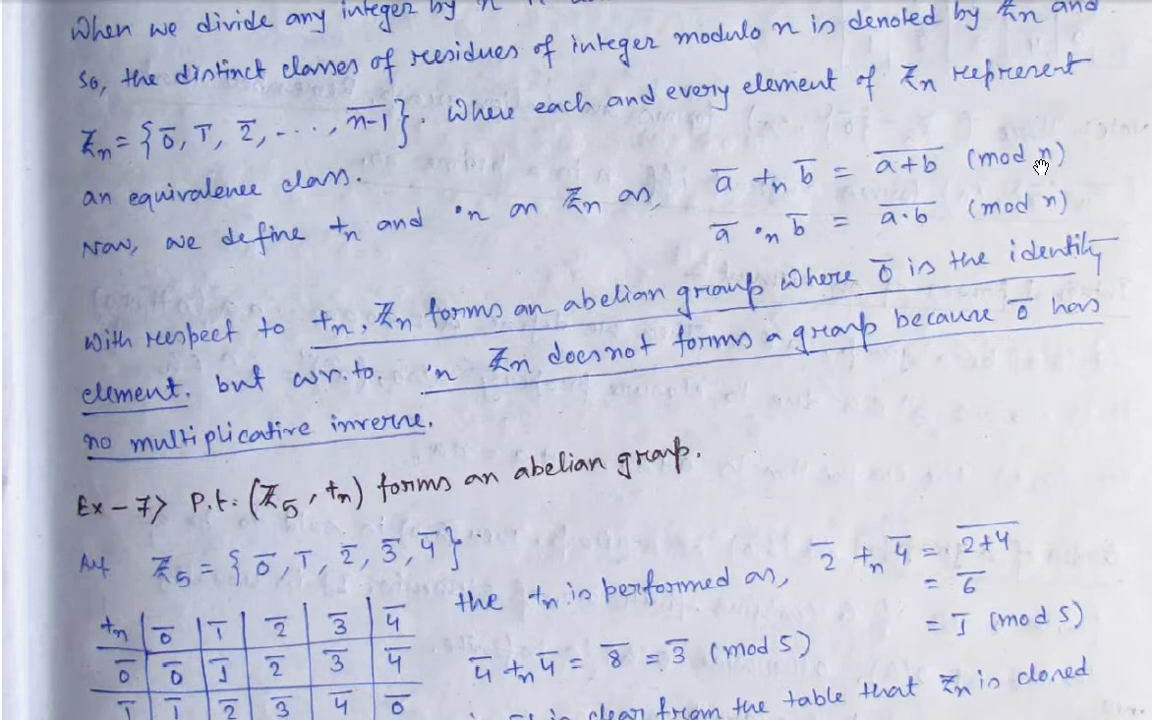 When we divide any integer by n
So, the distinct classes of residues of integer modulo n is denoted by ℤn and
ℤn = {0̅, 1̅, 2̅, ..., n-1̅}. Where each and every element of ℤn represent
an equivalence class.
Now, we define +n and ·n on ℤn as, a̅ +n b̅ = a+b̅ (mod n)
a̅ ·n b̅ = a·b̅ (mod n)
With respect to +n, ℤn forms an abelian group where 0̅ is the identity
element. but w.r.to. ·n ℤn does not forms a group because 0̅ has
no multiplicative inverse.
Ex - 7> P.t. (ℤ5, +n) forms an abelian group.
ℤ5 = {0̅, 1̅, 2̅, 3̅, 4̅}
the +n is performed as, 2̅ +n 4̅ = 2+4̅
= 6̅
= 1̅ (mod 5)
4̅ +n 4̅ = 8̅ = 3̅ (mod 5)
+n 0̅ 1̅ 2̅ 3̅ 4̅
0̅ 0̅ 1̅ 2̅ 3̅ 4̅
1̅ 1̅ 2̅ 3̅ 4̅ 0̅
is clear from the table that ℤn is closed